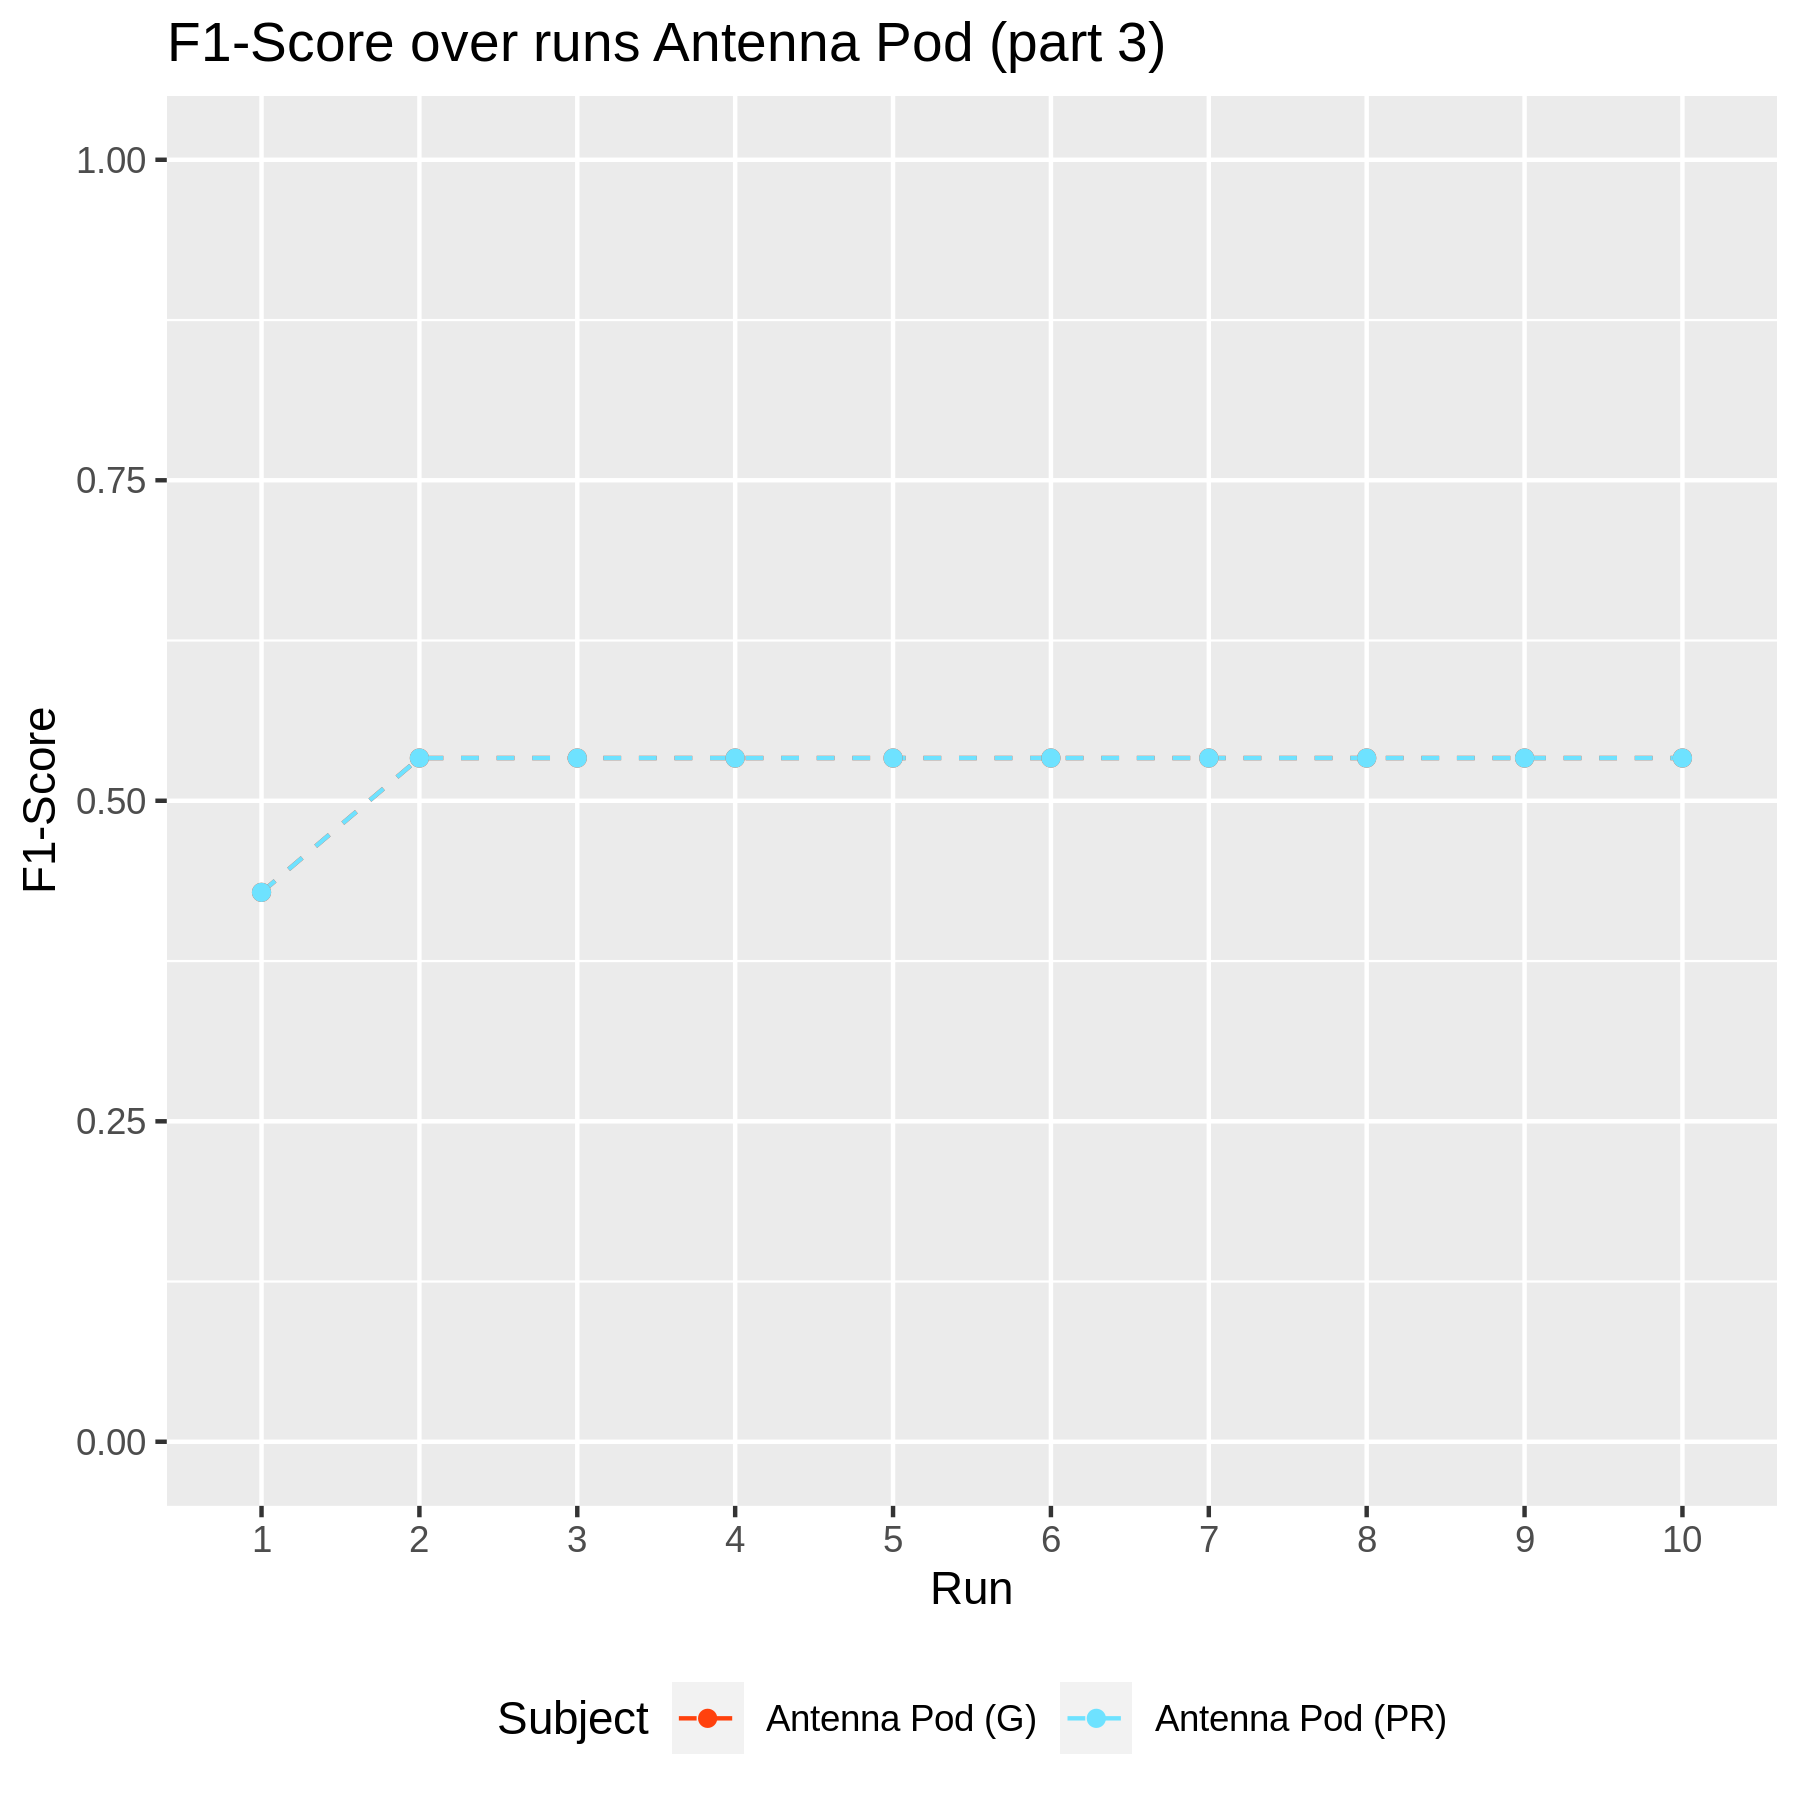 F1-Score over runs Antenna Pod (part 3)
1.00
0.75
0.50
0.25
0.00
F1-Score
1 2 3 4 5 6 7 8 9 10
Run
Subject Antenna Pod (G) Antenna Pod (PR)